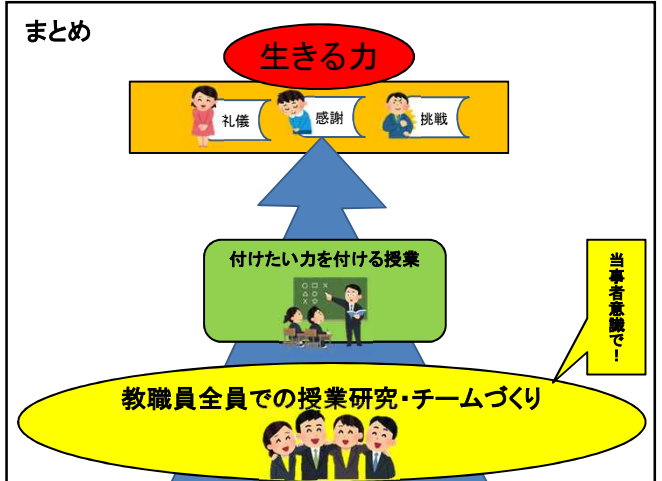 まとめ
生きる力
礼儀
感謝
挑戦
付けたい力を付ける授業
当事者意識で！
教職員全員での授業研究・チームづくり